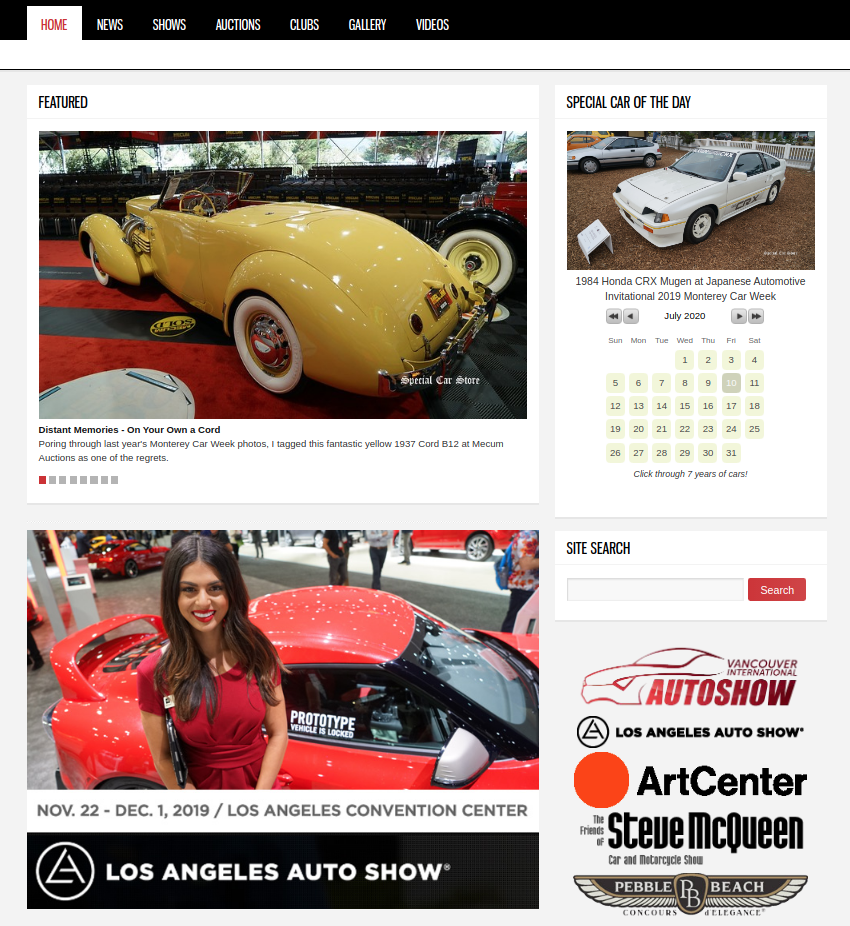 HOME NEWS SHOWS AUCTIONS CLUBS GALLERY VIDEOS
FEATURED
Special Car Store
Distant Memories - On Your Own a Cord
Poring through last year's Monterey Car Week photos, I tagged this fantastic yellow 1937 Cord B12 at Mecum
Auctions as one of the regrets.
PROTOTYPE
VEHICLE IS LOCKED
NOV. 22 - DEC. 1, 2019 / LOS ANGELES CONVENTION CENTER
LOS ANGELES AUTO SHOW®
SPECIAL CAR OF THE DAY
CRX
Special Car Store
1984 Honda CRX Mugen at Japanese Automotive
Invitational 2019 Monterey Car Week
July 2020
Sun Mon Tue Wed Thu Fri Sat
1 2 3 4
5 6 7 8 9 10 11
12 13 14 15 16 17 18
19 20 21 22 23 24 25
26 27 28 29 30 31
Click through 7 years of cars!
SITE SEARCH
Search
VANCOUVER
INTERNATIONAL
AUTOSHOW
LOS ANGELES AUTO SHOW®
ArtCenter
The
Friends
of
Steve McQueen
Car and Motorcycle Show
PEBBLE B B BEACH
CONCOURS d'ELEGANCE®